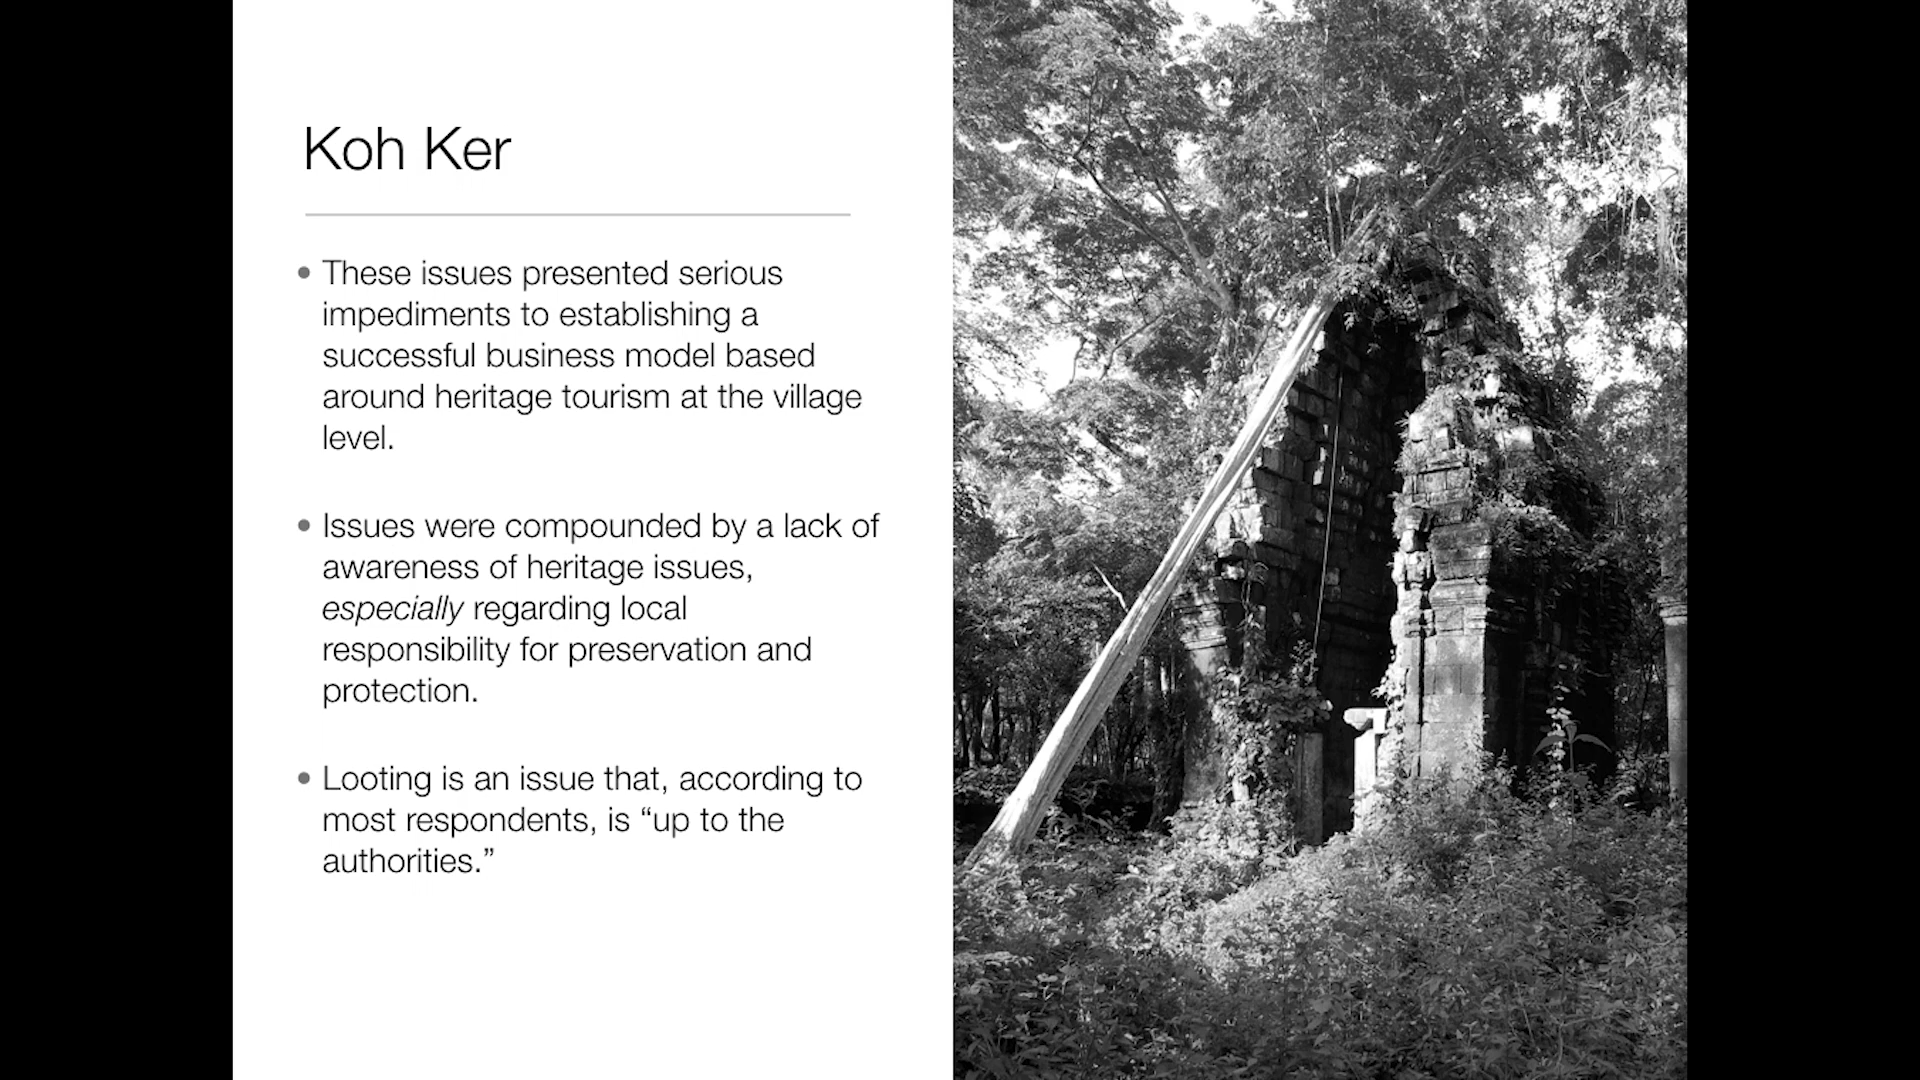 Koh Ker
• These issues presented serious
impediments to establishing a
successful business model based
around heritage tourism at the village
level.
• Issues were compounded by a lack of
awareness of heritage issues,
especially regarding local
responsibility for preservation and
protection.
• Looting is an issue that, according to
most respondents, is “up to the
authorities.”